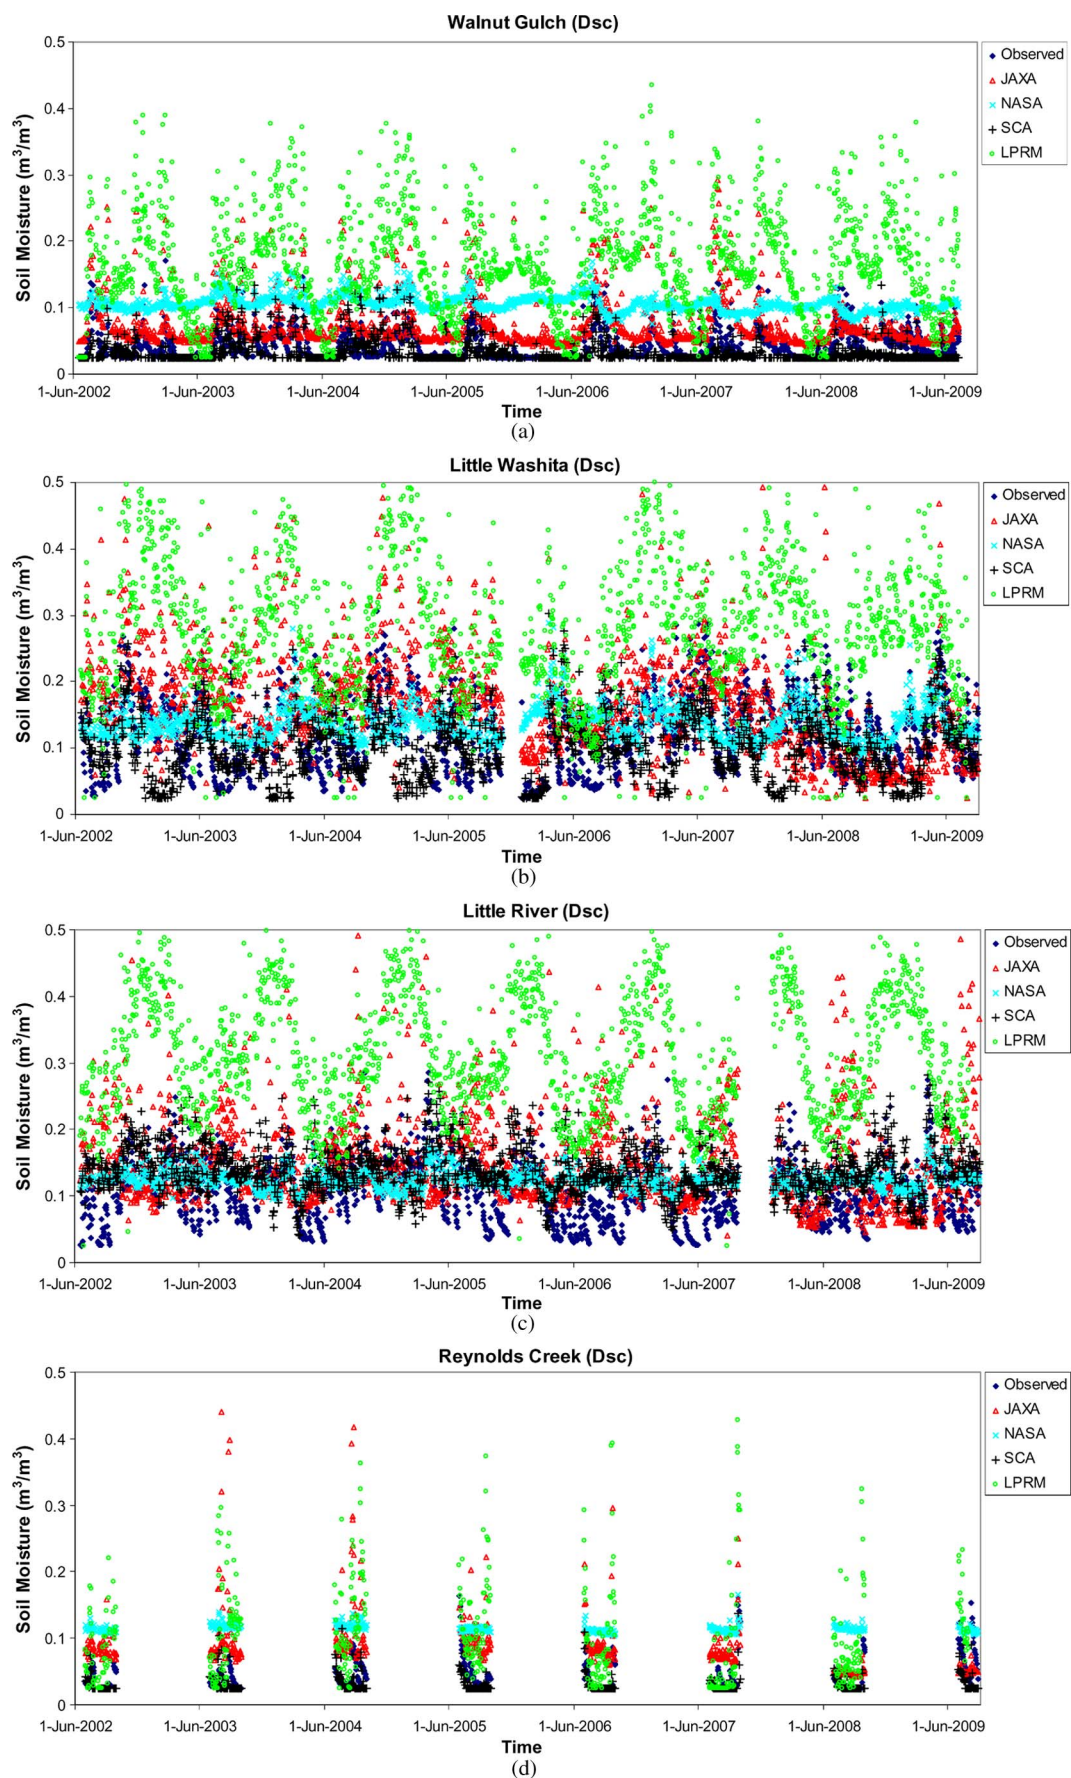 Walnut Gulch (Dsc)
Soil Moisture (m³/m³)
0.5
0.4
0.3
0.2
0.1
0
1-Jun-2002 1-Jun-2003 1-Jun-2004 1-Jun-2005 1-Jun-2006 1-Jun-2007 1-Jun-2008 1-Jun-2009
Time
Observed
JAXA
NASA
SCA
LPRM
(a)
Little Washita (Dsc)
Soil Moisture (m³/m³)
0.5
0.4
0.3
0.2
0.1
0
1-Jun-2002 1-Jun-2003 1-Jun-2004 1-Jun-2005 1-Jun-2006 1-Jun-2007 1-Jun-2008 1-Jun-2009
Time
Observed
JAXA
NASA
SCA
LPRM
(b)
Little River (Dsc)
Soil Moisture (m³/m³)
0.5
0.4
0.3
0.2
0.1
0
1-Jun-2002 1-Jun-2003 1-Jun-2004 1-Jun-2005 1-Jun-2006 1-Jun-2007 1-Jun-2008 1-Jun-2009
Time
Observed
JAXA
NASA
SCA
LPRM
(c)
Reynolds Creek (Dsc)
Soil Moisture (m³/m³)
0.5
0.4
0.3
0.2
0.1
0
1-Jun-2002 1-Jun-2003 1-Jun-2004 1-Jun-2005 1-Jun-2006 1-Jun-2007 1-Jun-2008 1-Jun-2009
Time
Observed
JAXA
NASA
SCA
LPRM
(d)